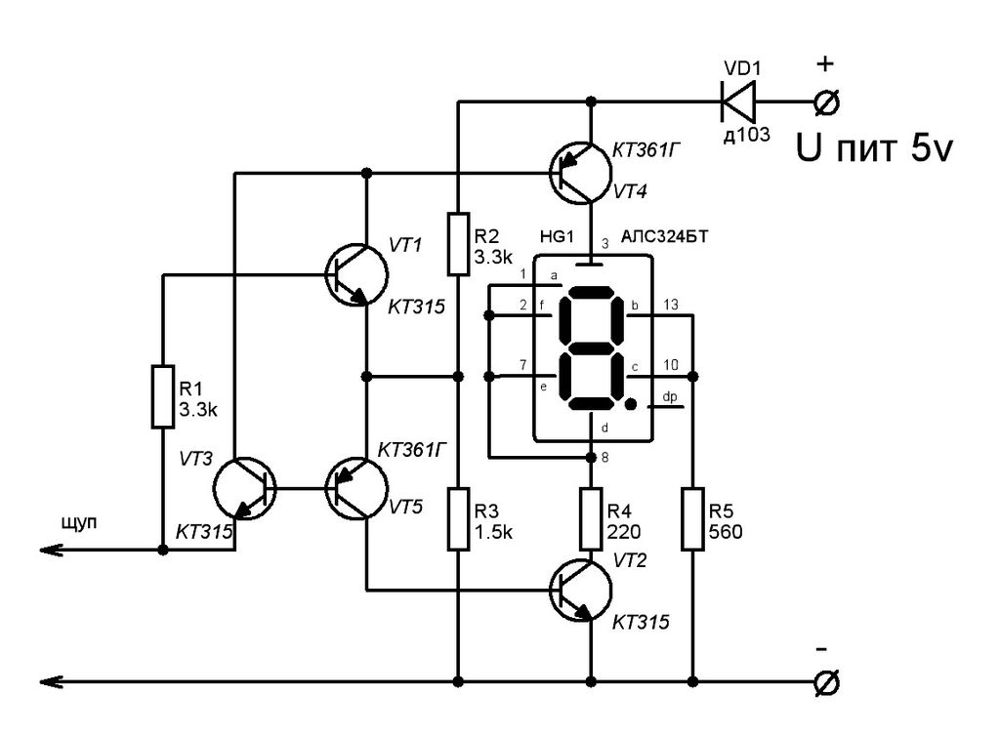 +
VD1
д103
U пит 5v
КТ361Г
VT4
HG1
АЛС324БТ
3
R2
3.3k
VT1
КТ315
1
a
2
f
b
13
7
e
c
10
dp
d
8
R1
3.3k
VT3
КТ315
КТ361Г
VT5
R3
1.5k
R4
220
R5
560
щуп
VT2
КТ315
-